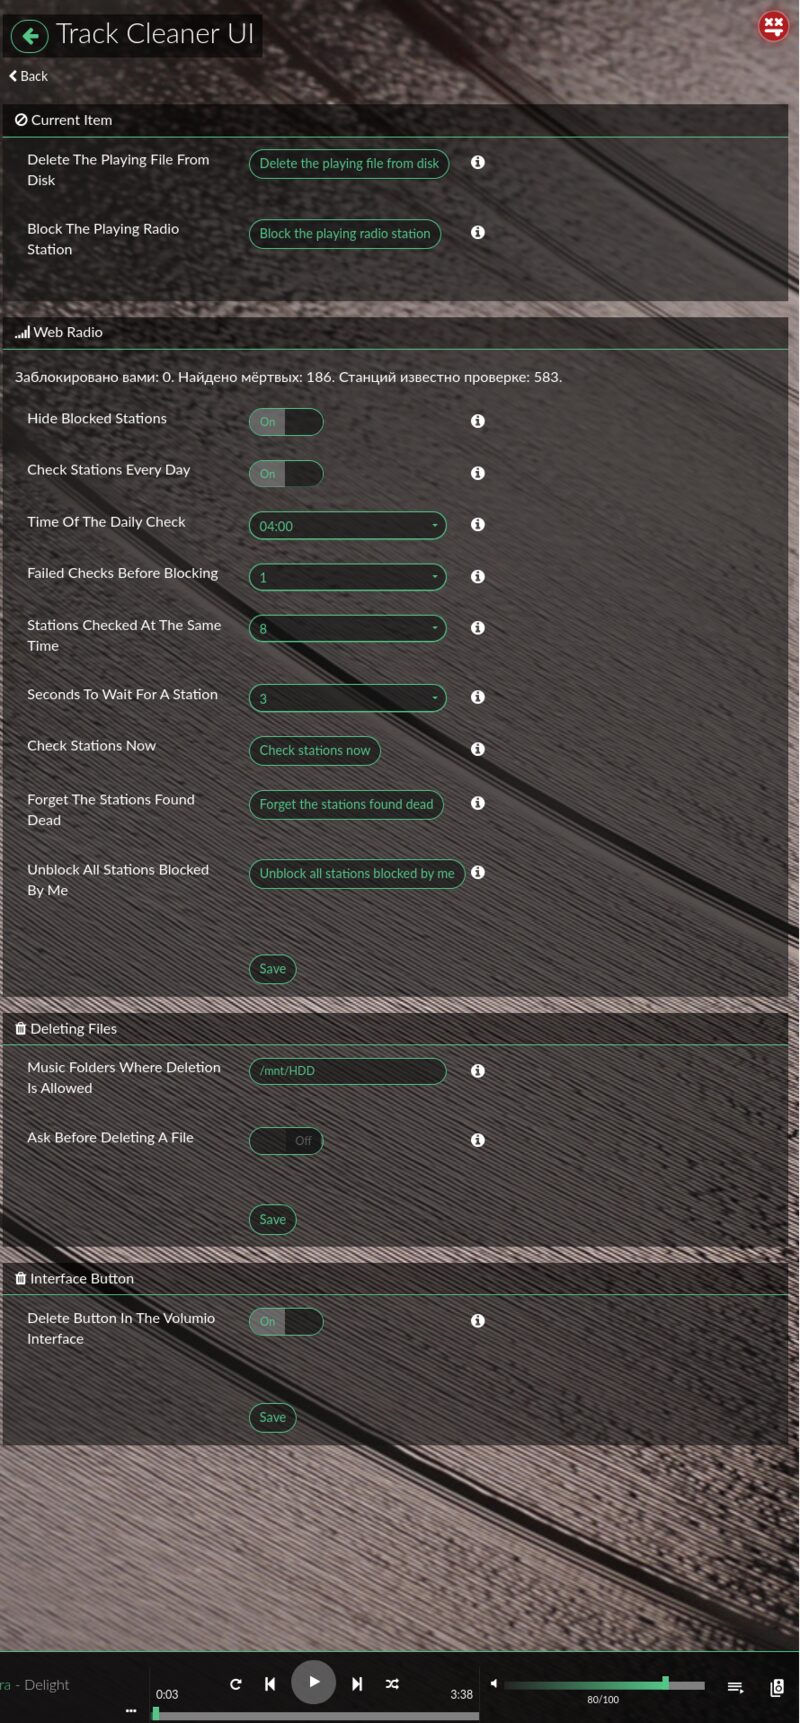 Track Cleaner UI
Back
Current Item
Delete The Playing File From
Disk
Delete the playing file from disk
Block The Playing Radio
Station
Block the playing radio station
Web Radio
Заблокировано вами: 0. Найдено мёртвых: 186. Станций известно проверке: 583.
Hide Blocked Stations
On
Check Stations Every Day
On
Time Of The Daily Check
04:00
Failed Checks Before Blocking
1
Stations Checked At The Same
Time
8
Seconds To Wait For A Station
3
Check Stations Now
Check stations now
Forget The Stations Found
Dead
Forget the stations found dead
Unblock All Stations Blocked
By Me
Unblock all stations blocked by me
Save
Deleting Files
Music Folders Where Deletion
Is Allowed
/mnt/HDD
Ask Before Deleting A File
Off
Save
Interface Button
Delete Button In The Volumio
Interface
On
Save
ra - Delight
0:03
3:38
80/100